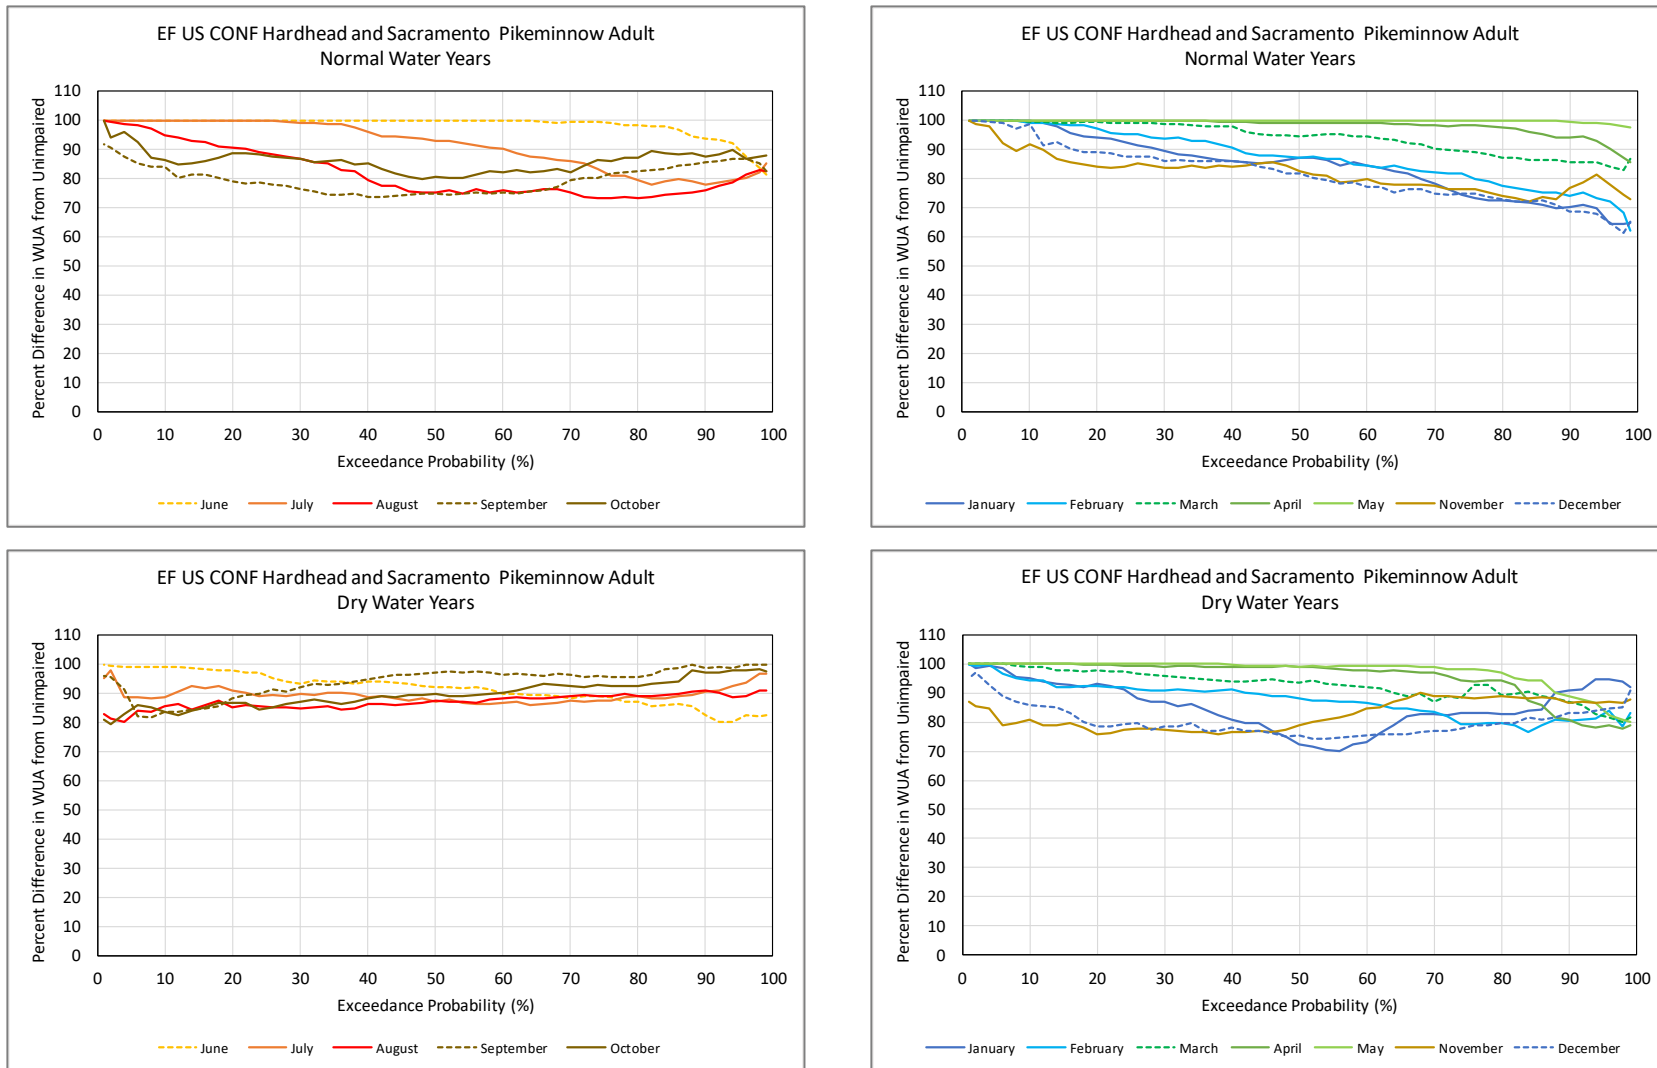 EF US CONF Hardhead and Sacramento Pikeminnow Adult
Normal Water Years
Percent Difference in WUA from Unimpaired
110
100
90
80
70
60
50
40
30
20
10
0
0 10 20 30 40 50 60 70 80 90 100
Exceedance Probability (%)
June July August September October
EF US CONF Hardhead and Sacramento Pikeminnow Adult
Normal Water Years
Percent Difference in WUA from Unimpaired
110
100
90
80
70
60
50
40
30
20
10
0
0 10 20 30 40 50 60 70 80 90 100
Exceedance Probability (%)
January February March April May November December
EF US CONF Hardhead and Sacramento Pikeminnow Adult
Dry Water Years
Percent Difference in WUA from Unimpaired
110
100
90
80
70
60
50
40
30
20
10
0
0 10 20 30 40 50 60 70 80 90 100
Exceedance Probability (%)
June July August September October
EF US CONF Hardhead and Sacramento Pikeminnow Adult
Dry Water Years
Percent Difference in WUA from Unimpaired
110
100
90
80
70
60
50
40
30
20
10
0
0 10 20 30 40 50 60 70 80 90 100
Exceedance Probability (%)
January February March April May November December